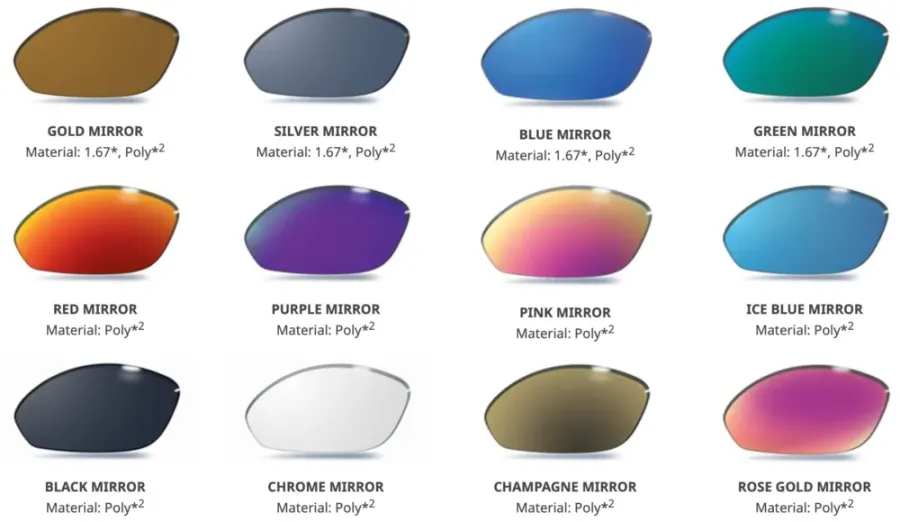 GOLD MIRROR
Material: 1.67*, Poly*2
SILVER MIRROR
Material: 1.67*, Poly*2
BLUE MIRROR
Material: 1.67*, Poly*2
GREEN MIRROR
Material: 1.67*, Poly*2
RED MIRROR
Material: Poly*2
PURPLE MIRROR
Material: Poly*2
PINK MIRROR
Material: Poly*2
ICE BLUE MIRROR
Material: Poly*2
BLACK MIRROR
Material: Poly*2
CHROME MIRROR
Material: Poly*2
CHAMPAGNE MIRROR
Material: Poly*2
ROSE GOLD MIRROR
Material: Poly*2